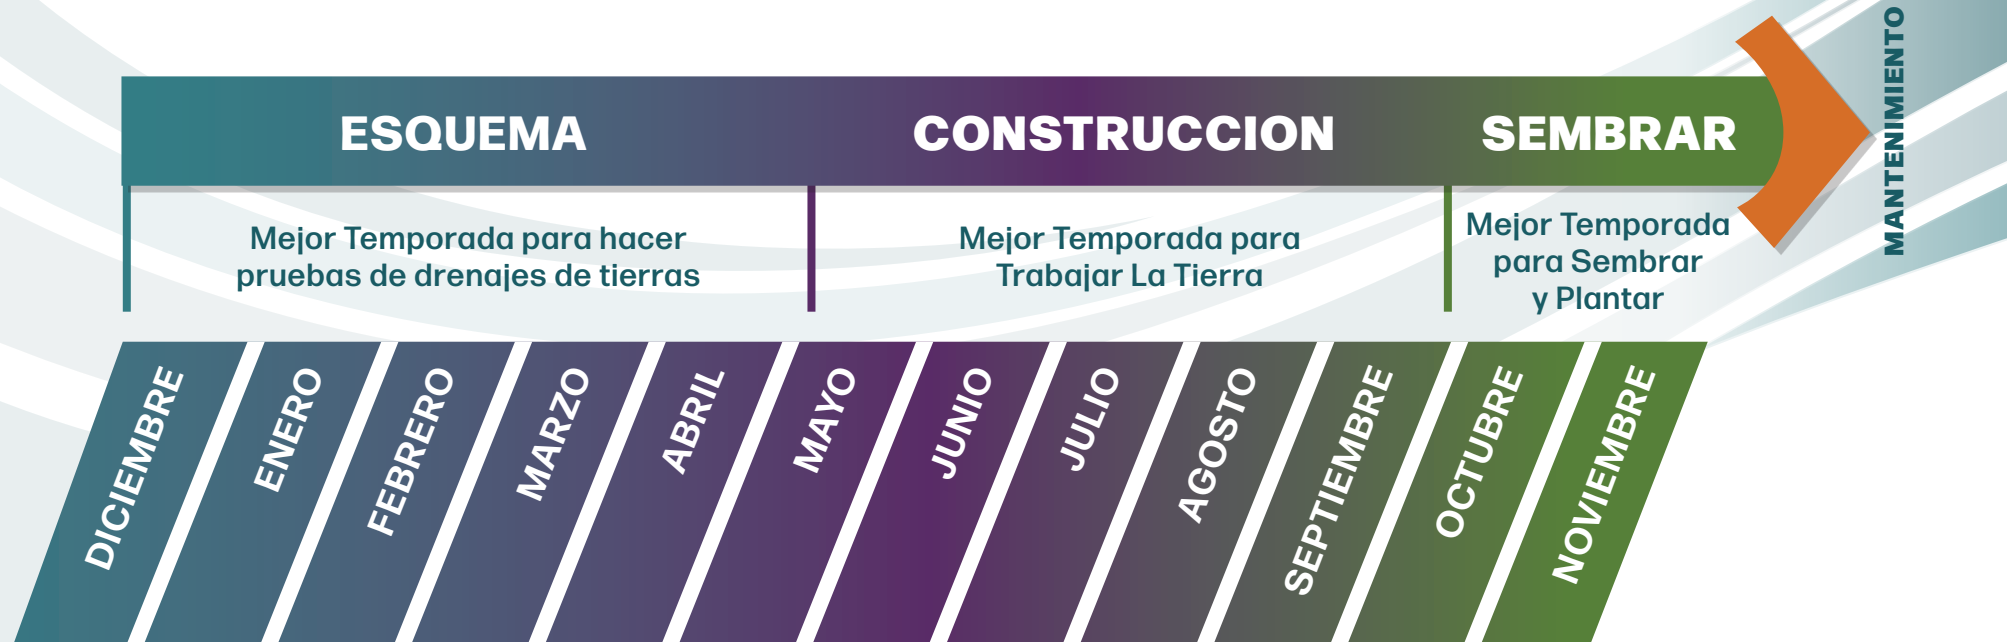 ESQUEMA
CONSTRUCCION
SEMBRAR
MANTENIMIENTO
Mejor Temporada para hacer
pruebas de drenajes de tierras
Mejor Temporada para
Trabajar La Tierra
Mejor Temporada
para Sembrar
y Plantar
DICIEMBRE
ENERO
FEBRERO
MARZO
ABRIL
MAYO
JUNIO
JULIO
AGOSTO
SEPTIEMBRE
OCTUBRE
NOVIEMBRE